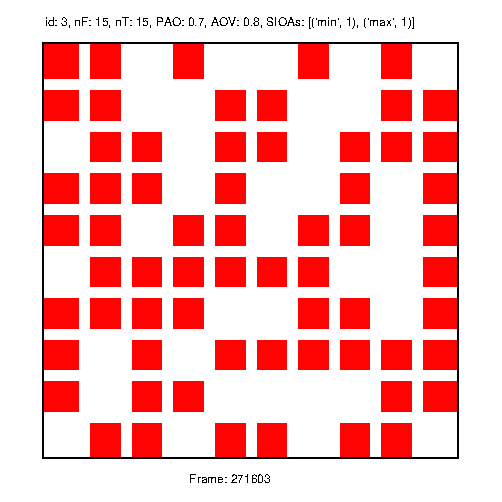 id: 3, nF: 15, nT: 15, PAO: 0.7, AOV: 0.8, SIOAs: [('min', 1), ('max', 1)]
Frame: 271603